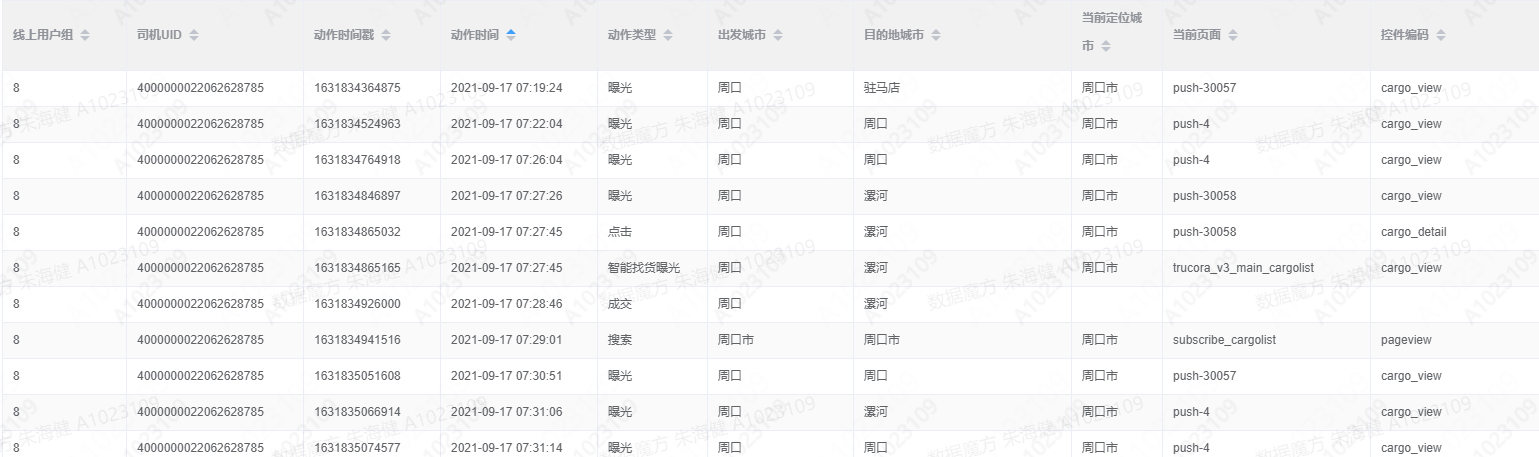 线上用户组 司机UID 动作时间戳 动作时间 动作类型 出发城市 目的地城市 当前定位城市 当前页面 控件编码
8 4000000022062628785 1631834364875 2021-09-17 07:19:24 曝光 周口 驻马店 周口市 push-30057 cargo_view
8 4000000022062628785 1631834524963 2021-09-17 07:22:04 曝光 周口 周口 周口市 push-4 cargo_view
8 4000000022062628785 1631834764918 2021-09-17 07:26:04 曝光 周口 周口 周口市 push-4 cargo_view
8 4000000022062628785 1631834846897 2021-09-17 07:27:26 曝光 周口 漯河 周口市 push-30058 cargo_view
8 4000000022062628785 1631834865032 2021-09-17 07:27:45 点击 周口 漯河 周口市 push-30058 cargo_detail
8 4000000022062628785 1631834865165 2021-09-17 07:27:45 智能找货曝光 周口 漯河 周口市 trucora_v3_main_cargolist cargo_view
8 4000000022062628785 1631834926000 2021-09-17 07:28:46 成交 周口 漯河
8 4000000022062628785 1631834941516 2021-09-17 07:29:01 搜索 周口市 周口市 周口市 subscribe_cargolist pageview
8 4000000022062628785 1631835051608 2021-09-17 07:30:51 曝光 周口 周口 周口市 push-30057 cargo_view
8 4000000022062628785 1631835066914 2021-09-17 07:31:06 曝光 周口 漯河 周口市 push-4 cargo_view
8 4000000022062628785 1631835074577 2021-09-17 07:31:14 曝光 周口 周口 周口市 push-4 cargo_view
数据魔方 朱海健 A1023109